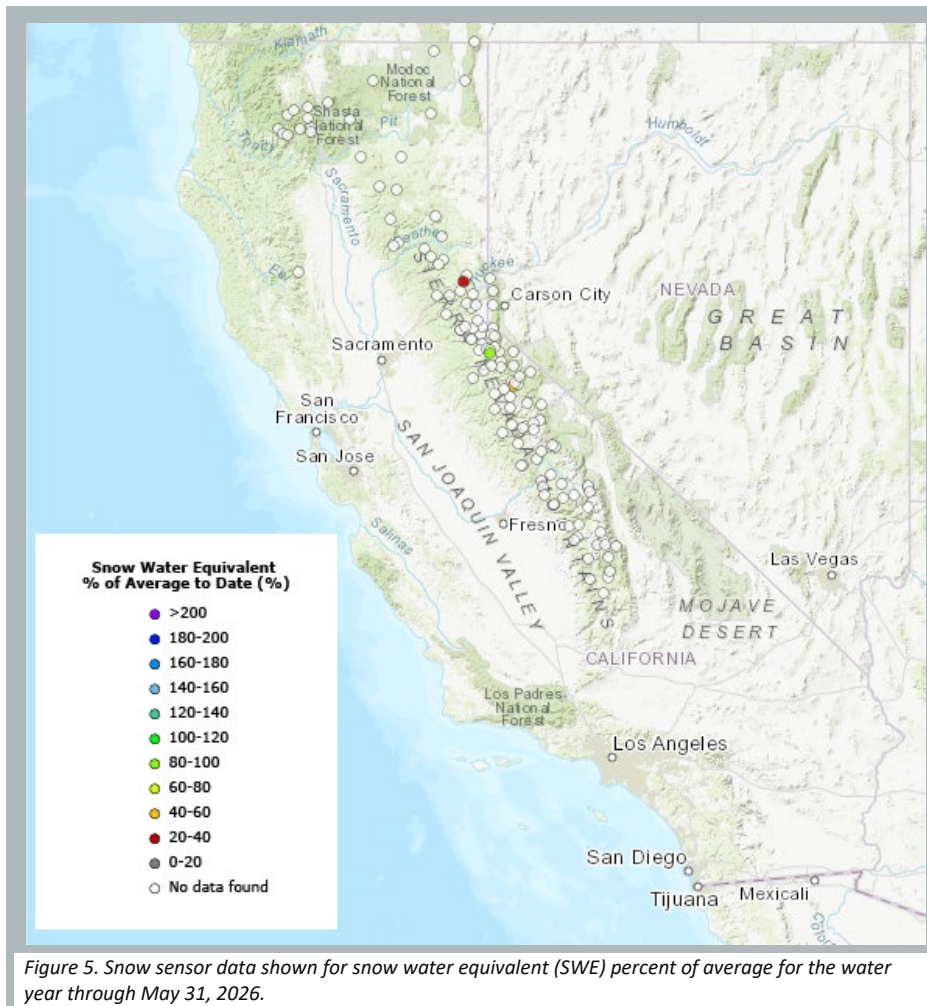 Klamath
Modoc
National
Forest
Shasta
National
Forest
Pit
Trinity
Humboldt
Sacramento
Feather
Truckee
Eel
Carson City
NEVADA
GREAT
BASIN
Sacramento
SIERRA NEVADA MOUNTAINS
San
Francisco
San Jose
SAN JOAQUIN VALLEY
Salinas
Fresno
Las Vegas
MOJAVE
DESERT
CALIFORNIA
Los Padres
National
Forest
Los Angeles
San Diego
Tijuana
Mexicali
Snow Water Equivalent
% of Average to Date (%)
>200
180-200
160-180
140-160
120-140
100-120
80-100
60-80
40-60
20-40
0-20
No data found
Figure 5. Snow sensor data shown for snow water equivalent (SWE) percent of average for the water
year through May 31, 2026.